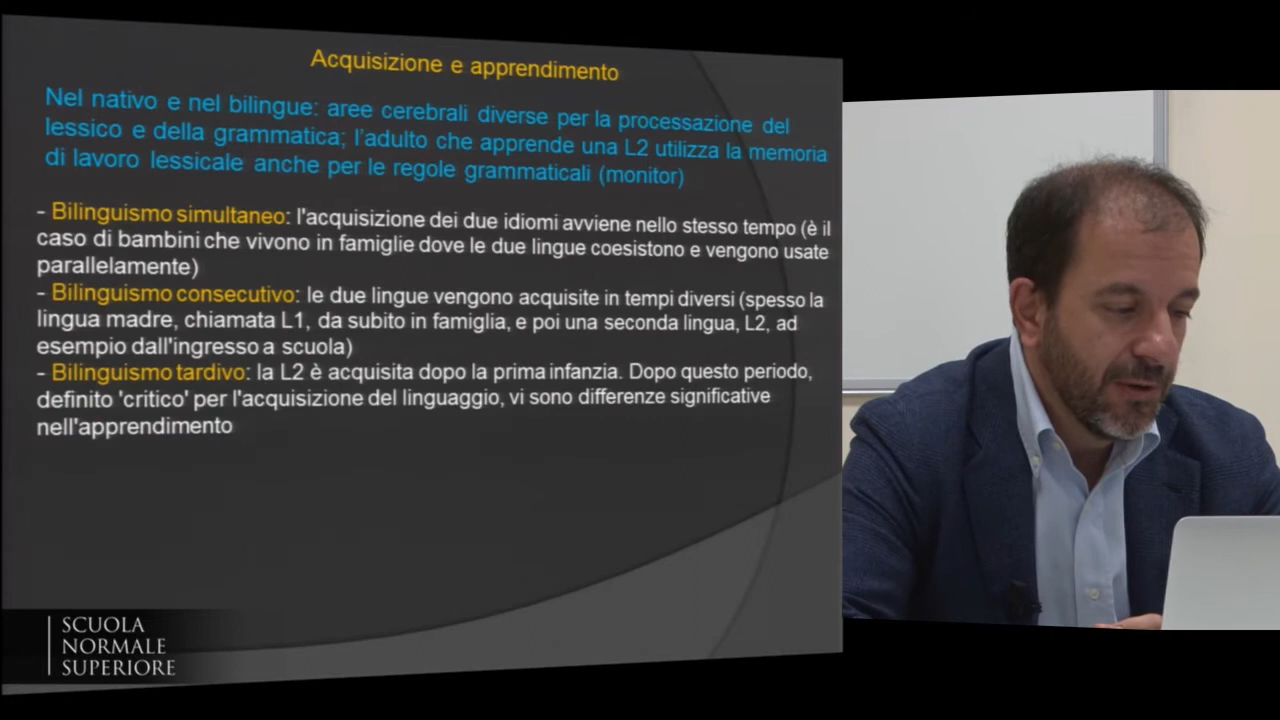 Acquisizione e apprendimento
Nel nativo e nel bilingue: aree cerebrali diverse per la processazione del
lessico e della grammatica; l'adulto che apprende una L2 utilizza la memoria
di lavoro lessicale anche per le regole grammaticali (monitor)
- Bilinguismo simultaneo: l'acquisizione dei due idiomi avviene nello stesso tempo (è il
caso di bambini che vivono in famiglie dove le due lingue coesistono e vengono usate
parallelamente)
- Bilinguismo consecutivo: le due lingue vengono acquisite in tempi diversi (spesso la
lingua madre, chiamata L1, da subito in famiglia, e poi una seconda lingua, L2, ad
esempio dall'ingresso a scuola)
- Bilinguismo tardivo: la L2 è acquisita dopo la prima infanzia. Dopo questo periodo,
definito 'critico' per l'acquisizione del linguaggio, vi sono differenze significative
nell'apprendimento
SCUOLA
NORMALE
SUPERIORE